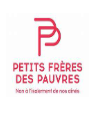 PETITS FRÈRES
DES PAUVRES
Non à l'isolement de nos aînés